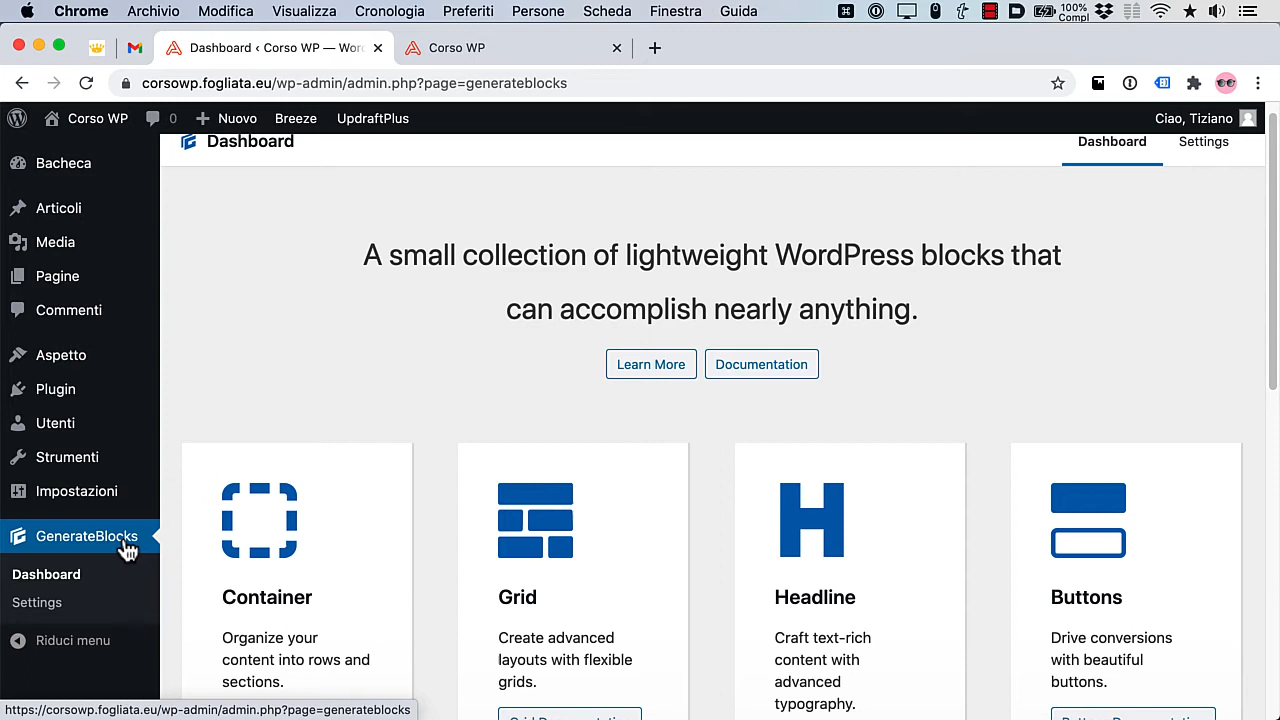 Chrome Archivio Modifica Visualizza Cronologia Preferiti Persone Scheda Finestra Guida 100% Compl
Dashboard ‹ Corso WP — Wor
Corso WP
corsowp.fogliata.eu/wp-admin/admin.php?page=generateblocks
Corso WP 0 Nuovo Breeze UpdraftPlus Ciao, Tiziano
Bacheca
Articoli
Media
Pagine
Commenti
Aspetto
Plugin
Utenti
Strumenti
Impostazioni
GenerateBlocks
Dashboard
Settings
Riduci menu
Dashboard
Dashboard Settings
A small collection of lightweight WordPress blocks that
can accomplish nearly anything.
Learn More Documentation
Container
Organize your
content into rows and
sections.
Grid
Create advanced
layouts with flexible
grids.
Grid Documentation
Headline
Craft text-rich
content with
advanced
typography.
Buttons
Drive conversions
with beautiful
buttons.
Buttons Documentation
https://corsowp.fogliata.eu/wp-admin/admin.php?page=generateblocks